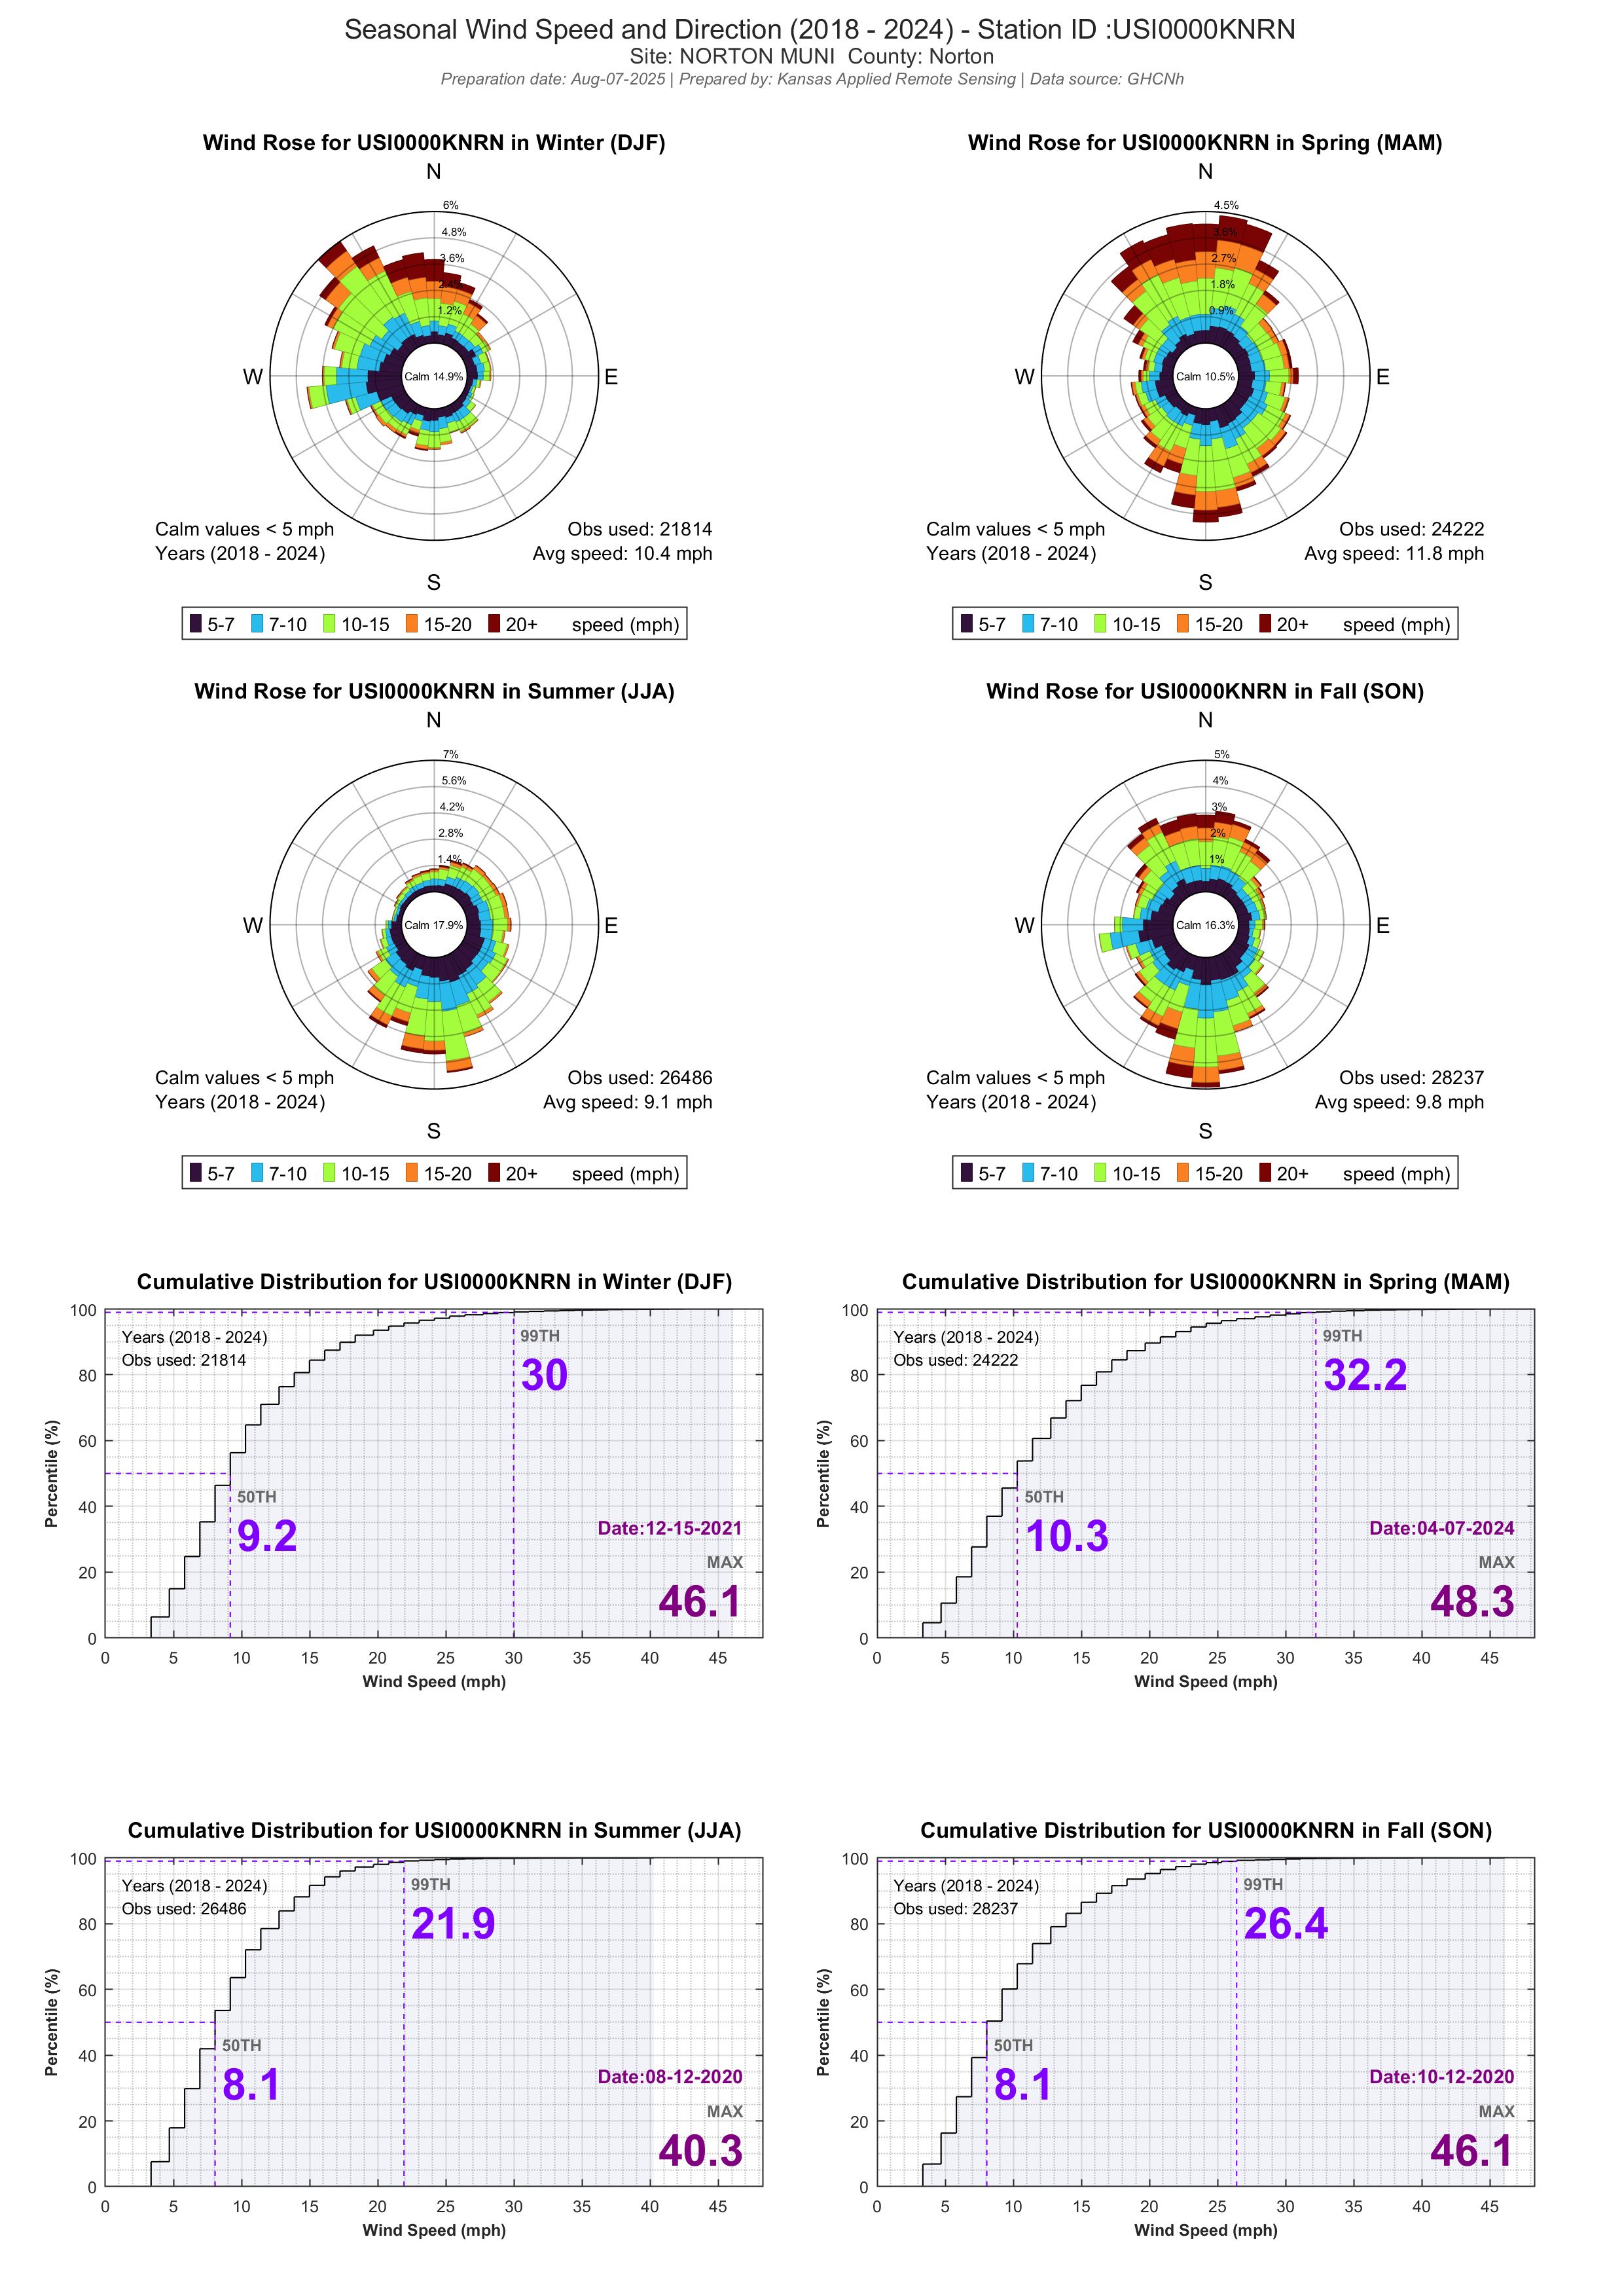 Seasonal Wind Speed and Direction (2018 - 2024) - Station ID :USI0000KNRN
Site: NORTON MUNI  County: Norton
Preparation date: Aug-07-2025 | Prepared by: Kansas Applied Remote Sensing | Data source: GHCNh
Wind Rose for USI0000KNRN in Winter (DJF)
N
6%
4.8%
3.6%
2.4%
1.2%
W
Calm 14.9%
E
Calm values < 5 mph
Years (2018 - 2024)
Obs used: 21814
Avg speed: 10.4 mph
S
5-7 7-10 10-15 15-20 20+ speed (mph)
Wind Rose for USI0000KNRN in Spring (MAM)
N
4.5%
3.6%
2.7%
1.8%
0.9%
W
Calm 10.5%
E
Calm values < 5 mph
Years (2018 - 2024)
Obs used: 24222
Avg speed: 11.8 mph
S
5-7 7-10 10-15 15-20 20+ speed (mph)
Wind Rose for USI0000KNRN in Summer (JJA)
N
7%
5.6%
4.2%
2.8%
1.4%
W
Calm 17.9%
E
Calm values < 5 mph
Years (2018 - 2024)
Obs used: 26486
Avg speed: 9.1 mph
S
5-7 7-10 10-15 15-20 20+ speed (mph)
Wind Rose for USI0000KNRN in Fall (SON)
N
5%
4%
3%
2%
1%
W
Calm 16.3%
E
Calm values < 5 mph
Years (2018 - 2024)
Obs used: 28237
Avg speed: 9.8 mph
S
5-7 7-10 10-15 15-20 20+ speed (mph)
Cumulative Distribution for USI0000KNRN in Winter (DJF)
Percentile (%)
100
80
60
40
20
0
Years (2018 - 2024)
Obs used: 21814
99TH
30
50TH
9.2
Date:12-15-2021
MAX
46.1
0 5 10 15 20 25 30 35 40 45
Wind Speed (mph)
Cumulative Distribution for USI0000KNRN in Spring (MAM)
Percentile (%)
100
80
60
40
20
0
Years (2018 - 2024)
Obs used: 24222
99TH
32.2
50TH
10.3
Date:04-07-2024
MAX
48.3
0 5 10 15 20 25 30 35 40 45
Wind Speed (mph)
Cumulative Distribution for USI0000KNRN in Summer (JJA)
Percentile (%)
100
80
60
40
20
0
Years (2018 - 2024)
Obs used: 26486
99TH
21.9
50TH
8.1
Date:08-12-2020
MAX
40.3
0 5 10 15 20 25 30 35 40 45
Wind Speed (mph)
Cumulative Distribution for USI0000KNRN in Fall (SON)
Percentile (%)
100
80
60
40
20
0
Years (2018 - 2024)
Obs used: 28237
99TH
26.4
50TH
8.1
Date:10-12-2020
MAX
46.1
0 5 10 15 20 25 30 35 40 45
Wind Speed (mph)